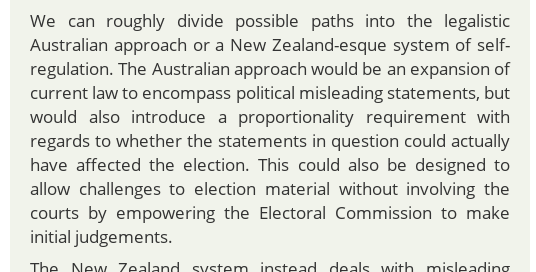 We can roughly divide possible paths into the legalistic
Australian approach or a New Zealand-esque system of self-
regulation. The Australian approach would be an expansion of
current law to encompass political misleading statements, but
would also introduce a proportionality requirement with
regards to whether the statements in question could actually
have affected the election. This could also be designed to
allow challenges to election material without involving the
courts by empowering the Electoral Commission to make
initial judgements.
The New Zealand system instead deals with misleading